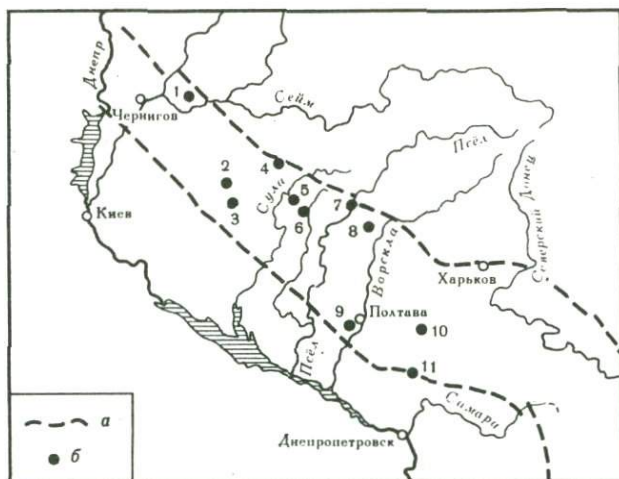 Днепр
1
Чернигов
Сейм
Псёл
2
4
Сула
5
7
3
6
8
Северский Донец
Киев
Ворскла
Харьков
9
Полтава
10
Псёл
11
Самара
Днепропетровск
а
б